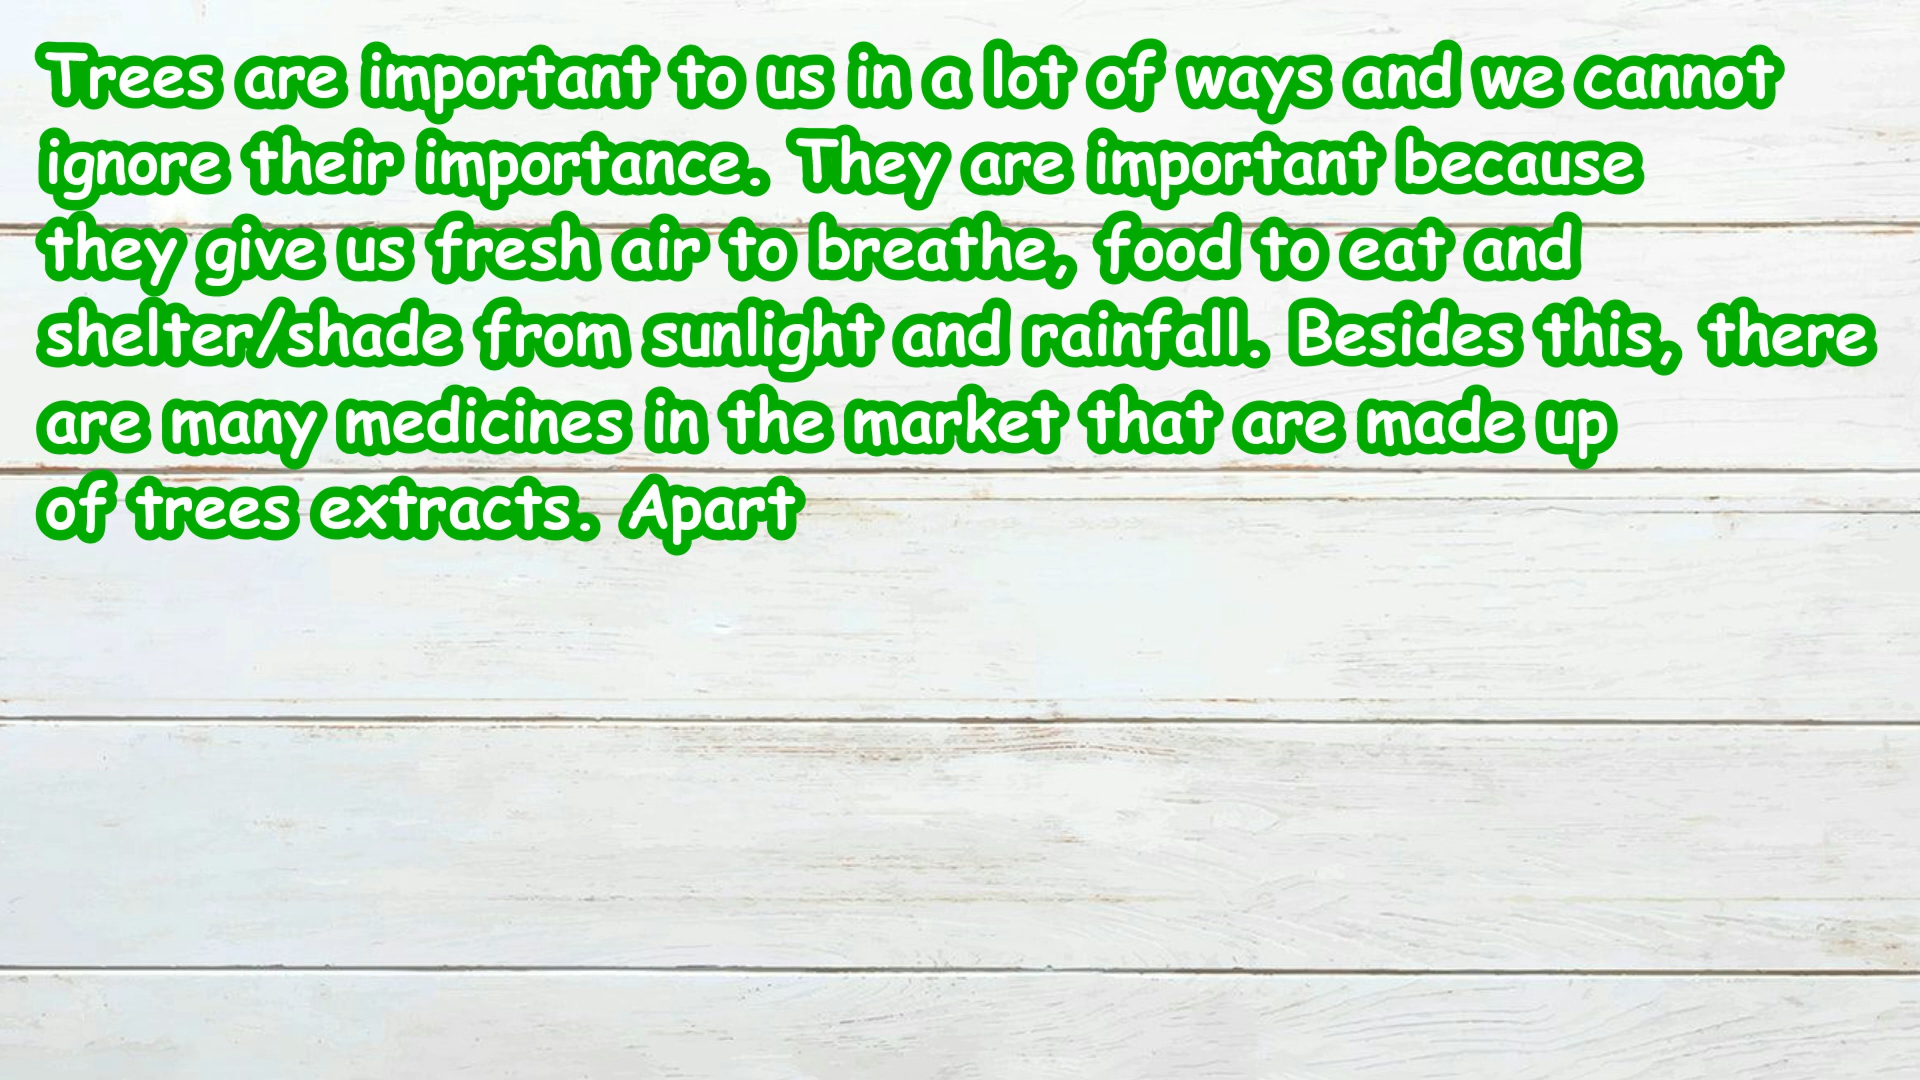 Trees are important to us in a lot of ways and we cannot
ignore their importance. They are important because
they give us fresh air to breathe, food to eat and
shelter/shade from sunlight and rainfall. Besides this, there
are many medicines in the market that are made up
of trees extracts. Apart